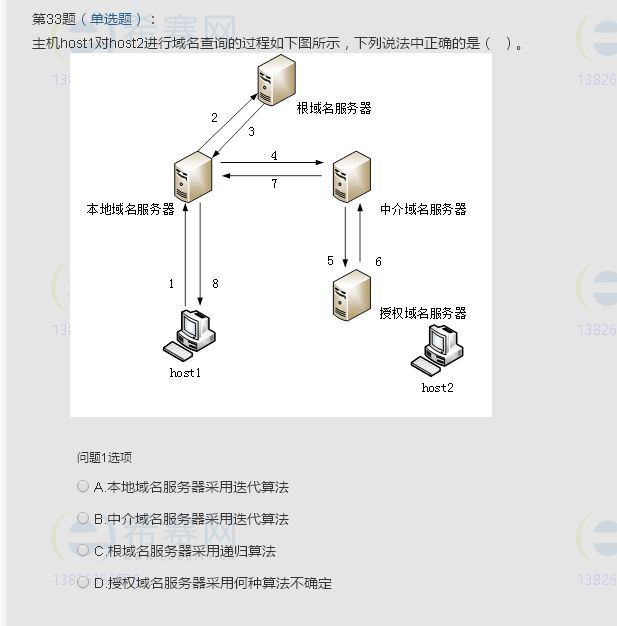 第33题（单选题）：
主机host1对host2进行域名查询的过程如下图所示，下列说法中正确的是（ ）。
根域名服务器
2
3
4
7
本地域名服务器
中介域名服务器
1
8
5
6
授权域名服务器
host1
host2
问题1选项
A.本地域名服务器采用迭代算法
B.中介域名服务器采用迭代算法
C.根域名服务器采用递归算法
D.授权域名服务器采用何种算法不确定
希赛网
13826
13826
13826